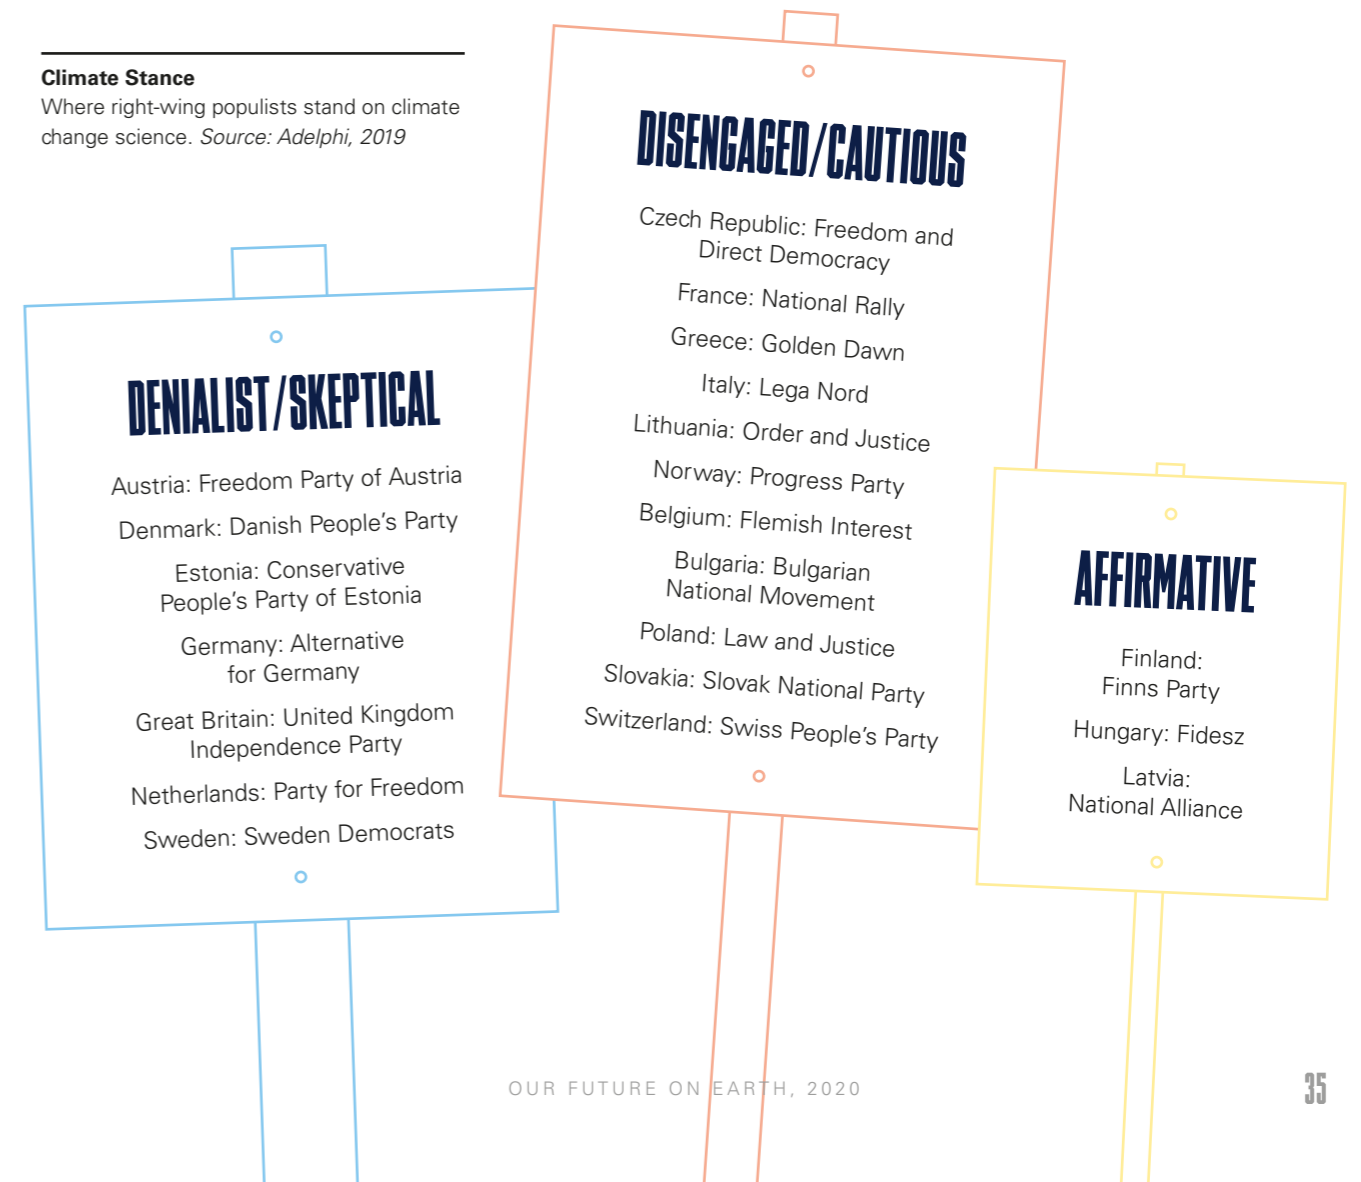 Climate Stance
Where right-wing populists stand on climate
change science. Source: Adelphi, 2019
DENIALIST/SKEPTICAL
Austria: Freedom Party of Austria
Denmark: Danish People’s Party
Estonia: Conservative
People’s Party of Estonia
Germany: Alternative
for Germany
Great Britain: United Kingdom
Independence Party
Netherlands: Party for Freedom
Sweden: Sweden Democrats
DISENGAGED/CAUTIOUS
Czech Republic: Freedom and
Direct Democracy
France: National Rally
Greece: Golden Dawn
Italy: Lega Nord
Lithuania: Order and Justice
Norway: Progress Party
Belgium: Flemish Interest
Bulgaria: Bulgarian
National Movement
Poland: Law and Justice
Slovakia: Slovak National Party
Switzerland: Swiss People’s Party
AFFIRMATIVE
Finland:
Finns Party
Hungary: Fidesz
Latvia:
National Alliance
OUR FUTURE ON EARTH, 2020
35